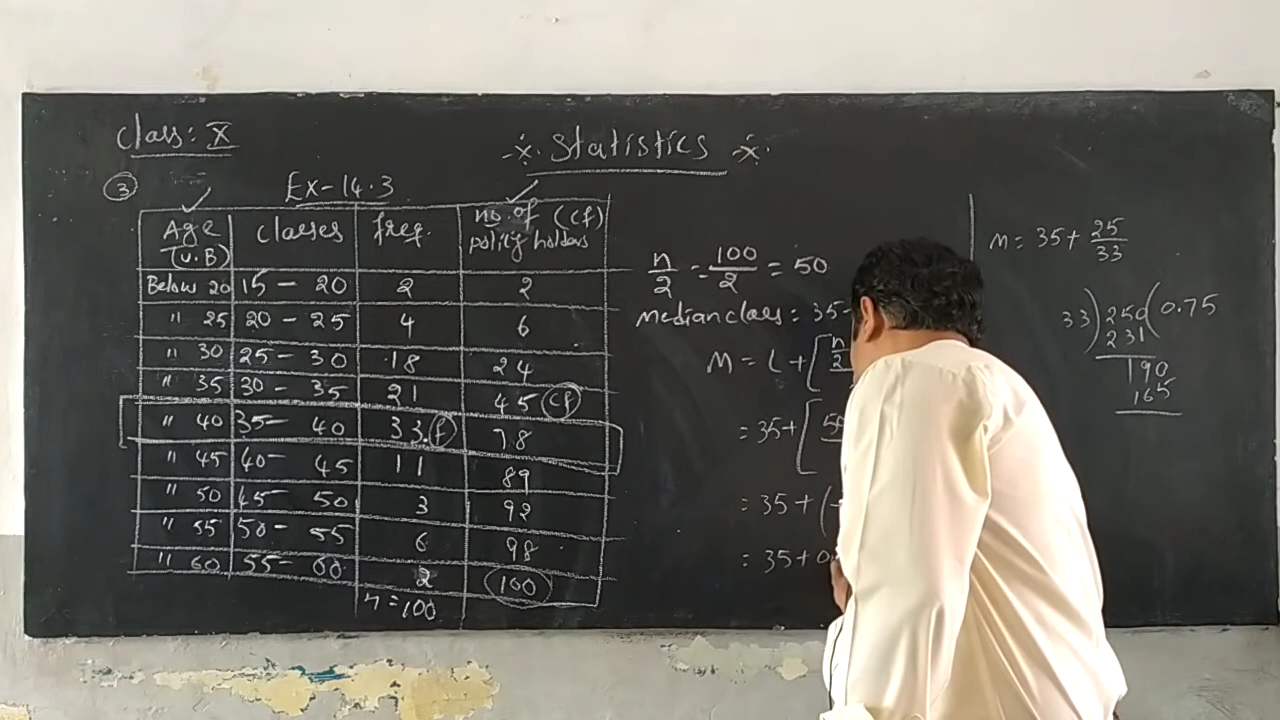 Class: X
※ Statistics ※
③ Ex-14.3
Age (U.B) | classes | freq. | no. of (cf) policy holders
Below 20 | 15 - 20 | 2 | 2
" 25 | 20 - 25 | 4 | 6
" 30 | 25 - 30 | 18 | 24
" 35 | 30 - 35 | 21 | 45 (cf)
" 40 | 35 - 40 | 33. (f) | 78
" 45 | 40 - 45 | 11 | 89
" 50 | 45 50 | 3 | 92
" 55 | 50 - 55 | 6 | 98
" 60 | 55 - 60 | 2 | 100
n = 100
n/2 = 100/2 = 50
median class: 35-
M = l + [n/2
= 35 + [50
= 35 + (
= 35 + 0
M = 35 + 25/33
33) 250 (0.75
231
190
165